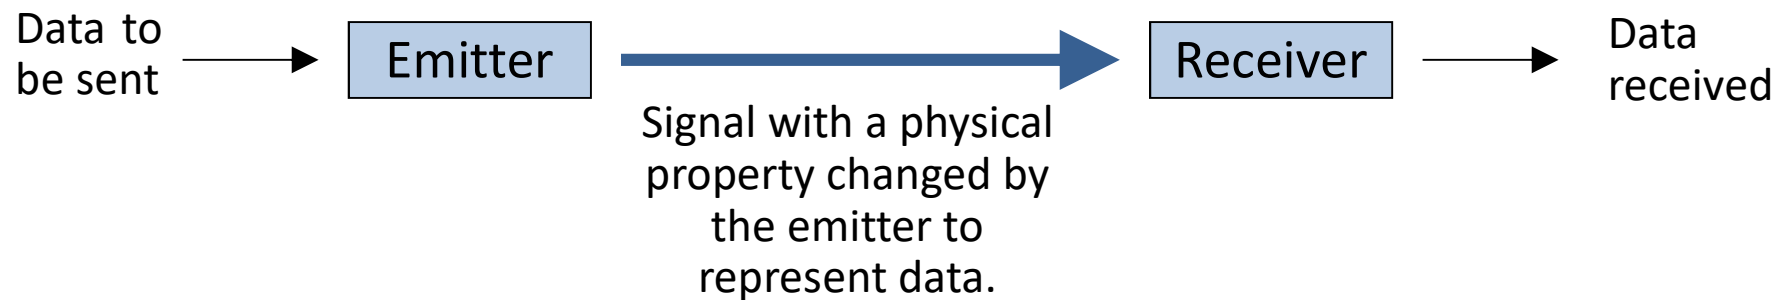 Data to
be sent
Emitter
Signal with a physical
property changed by
the emitter to
represent data.
Receiver
Data
received